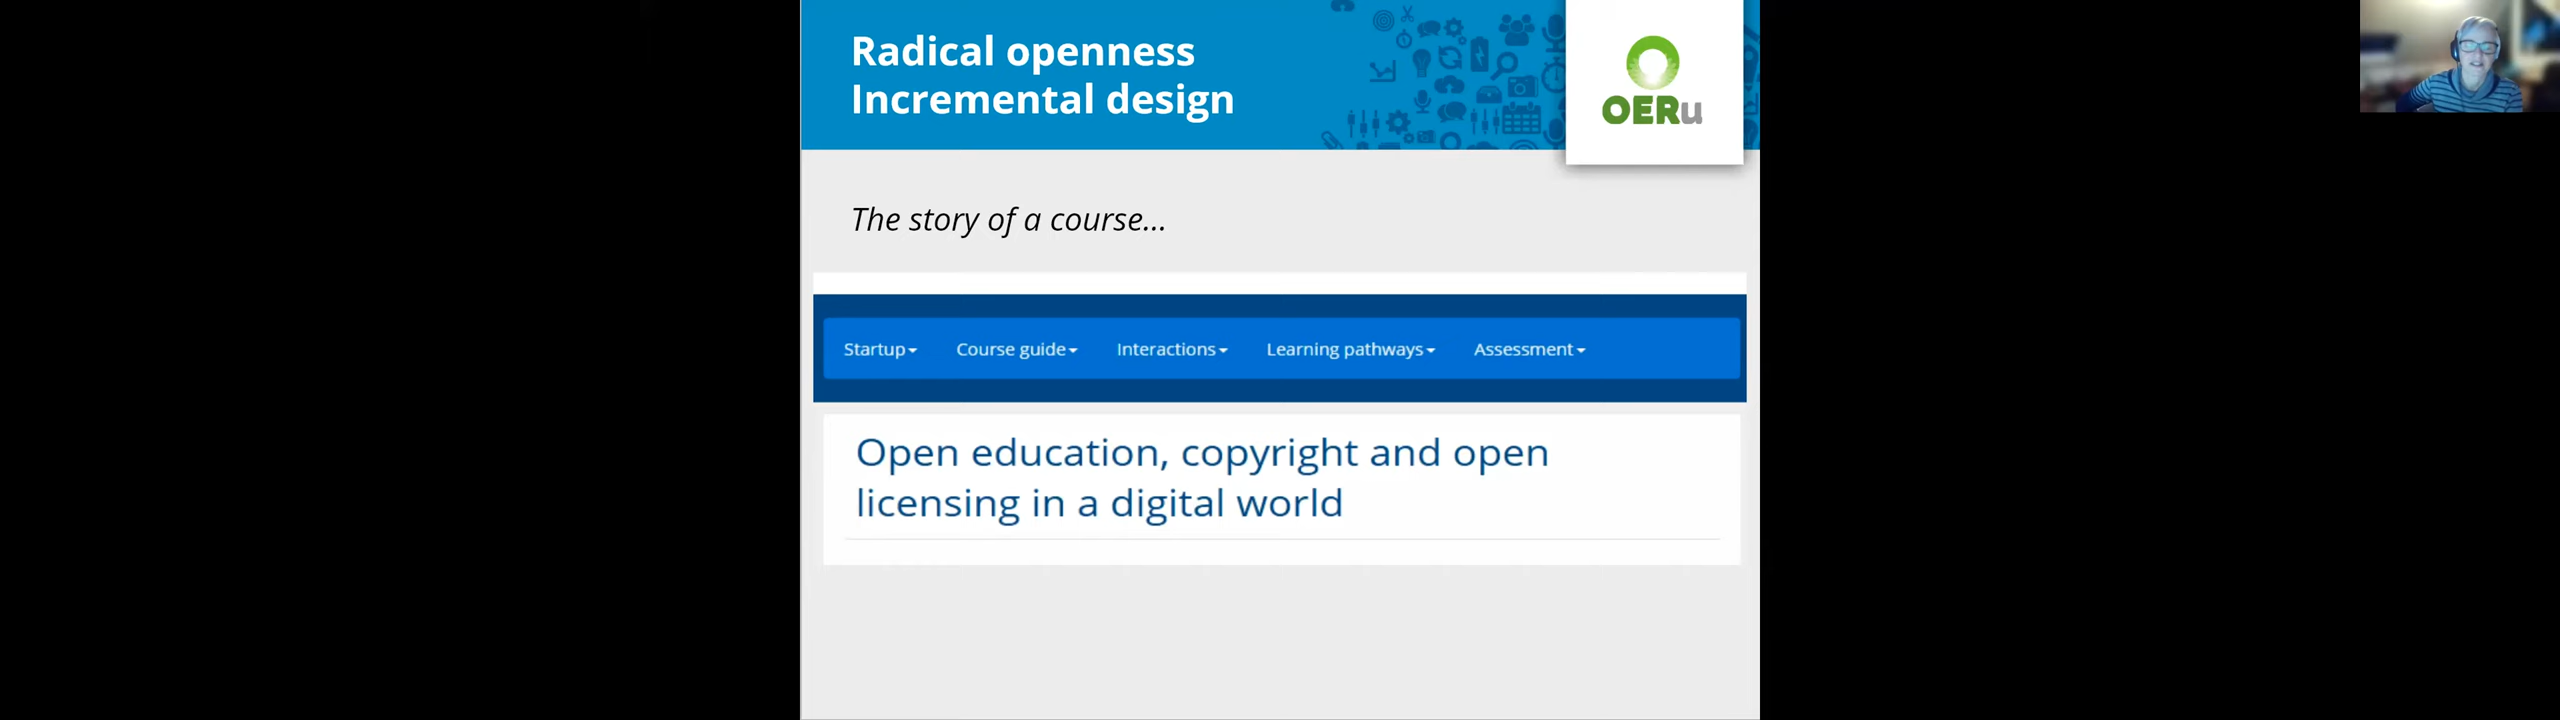 Radical openness
Incremental design
OERu
The story of a course...
Startup Course guide Interactions Learning pathways Assessment
Open education, copyright and open
licensing in a digital world